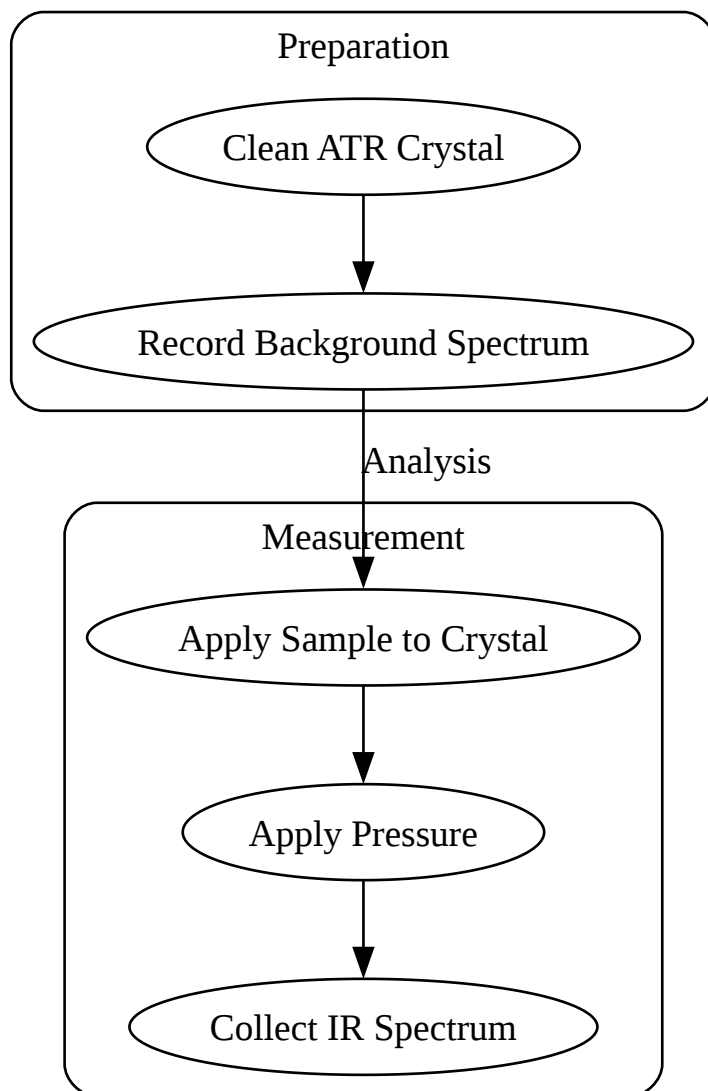 Preparation
Clean ATR Crystal
Record Background Spectrum
Analysis
Measurement
Apply Sample to Crystal
Apply Pressure
Collect IR Spectrum